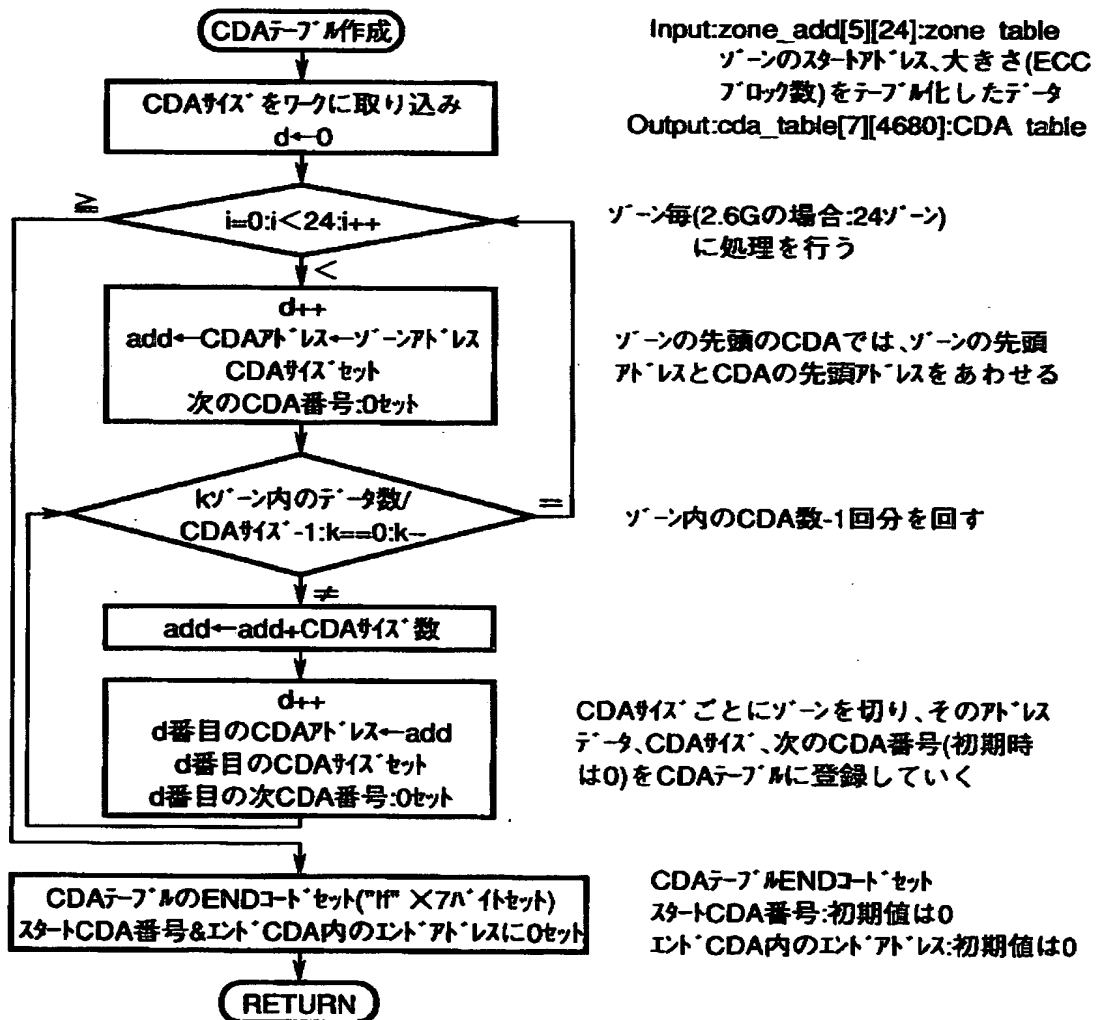 CDAテーブル作成
Input:zone_add[5][24]:zone table
ゾーンのスタートアドレス、大きさ(ECC
ブロック数)をテーブル化したデータ
Output:cda_table[7][4680]:CDA table
CDAサイズをワークに取り込み
d←0
≧
i=0:i<24:i++
<
ゾーン毎(2.6Gの場合:24ゾーン)
に処理を行う
d++
add←CDAアドレス←ゾーンアドレス
CDAサイズセット
次のCDA番号:0セット
ゾーンの先頭のCDAでは、ゾーンの先頭
アドレスとCDAの先頭アドレスをあわせる
kゾーン内のデータ数/
CDAサイズ-1:k==0:k--
=
≠
ゾーン内のCDA数-1回分を回す
add←add+CDAサイズ数
d++
d番目のCDAアドレス←add
d番目のCDAサイズセット
d番目の次CDA番号:0セット
CDAサイズごとにゾーンを切り、そのアドレス
データ、CDAサイズ、次のCDA番号(初期時
は0)をCDAテーブルに登録していく
CDAテーブルのENDコードセット("ff" ×7バイトセット)
スタートCDA番号&エンドCDA内のエンドアドレスに0セット
CDAテーブルENDコードセット
スタートCDA番号:初期値は0
エンドCDA内のエンドアドレス:初期値は0
RETURN